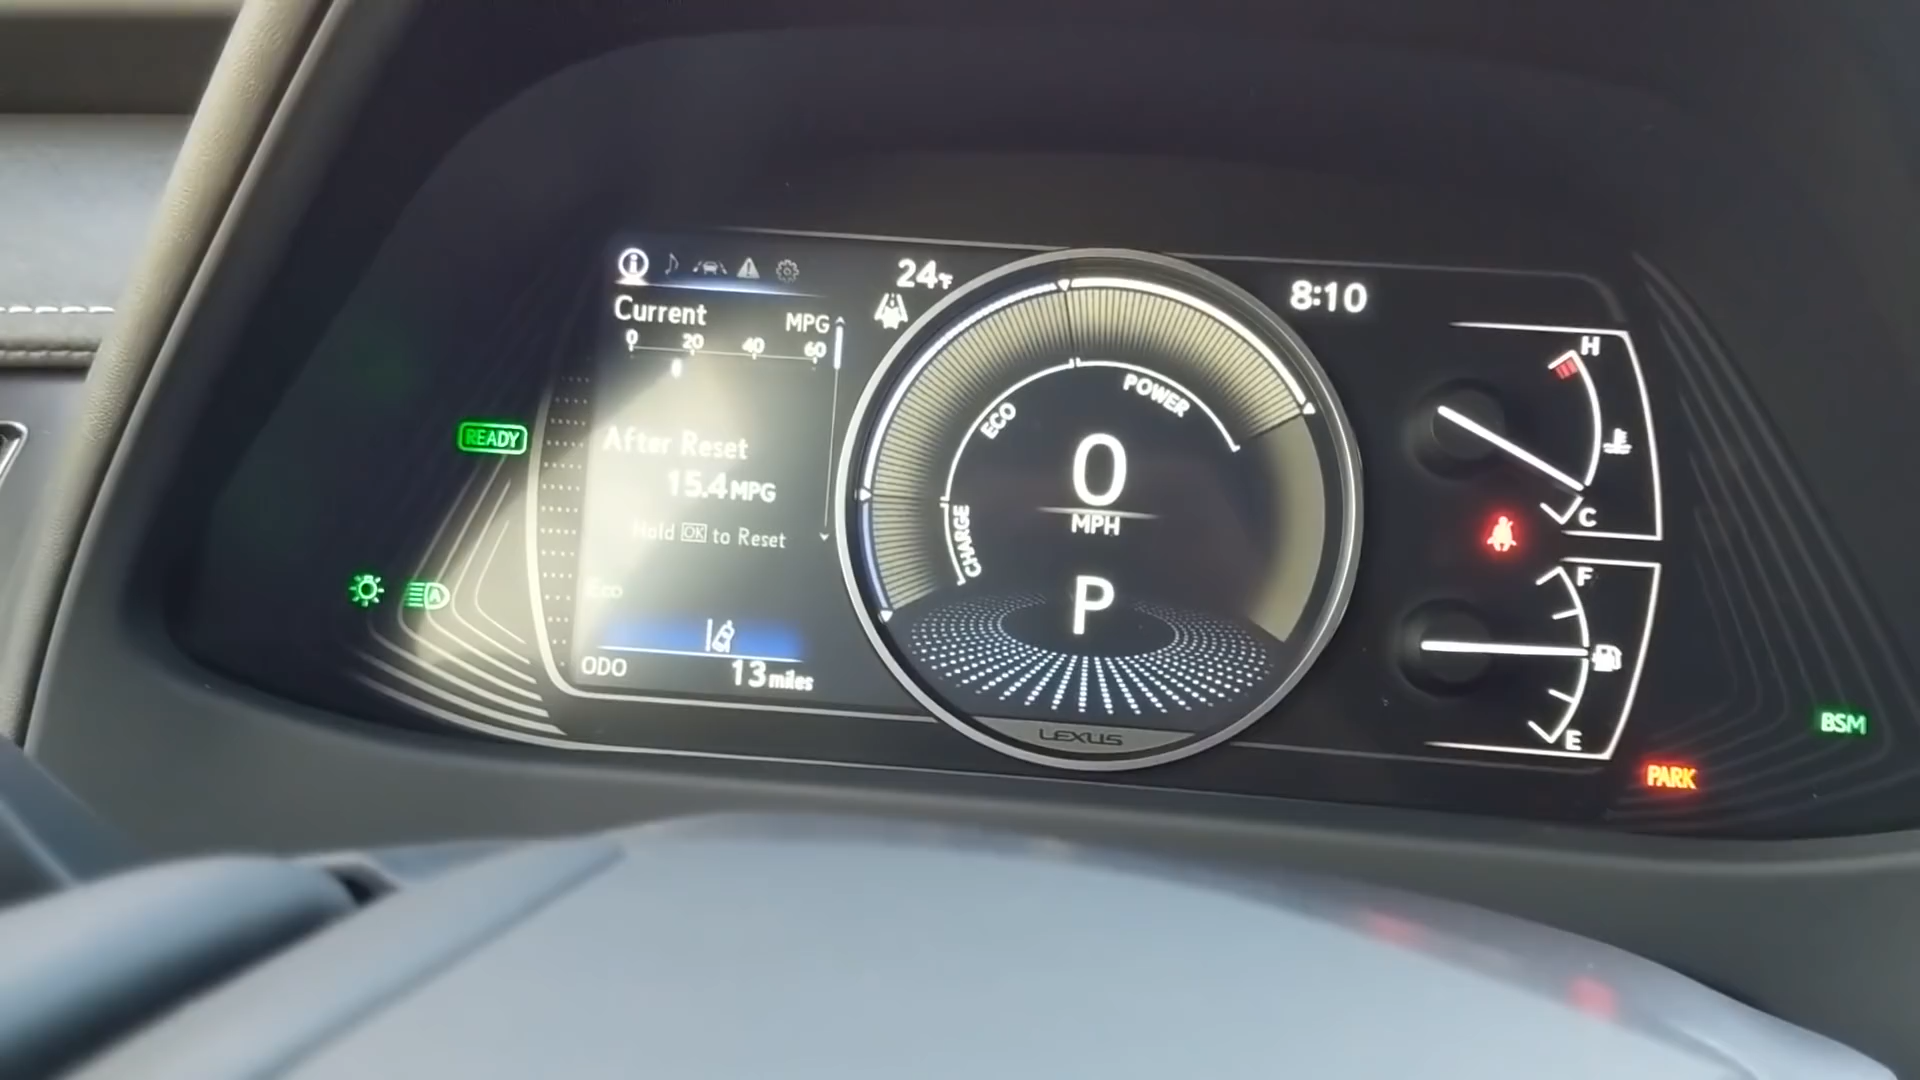 24°F
8:10
Current
MPG
0 20 40 60
After Reset
15.4 MPG
Hold OK to Reset
Eco
ODO
13 miles
READY
A
CHARGE
ECO
POWER
0
MPH
P
LEXUS
H
C
F
E
BSM
PARK